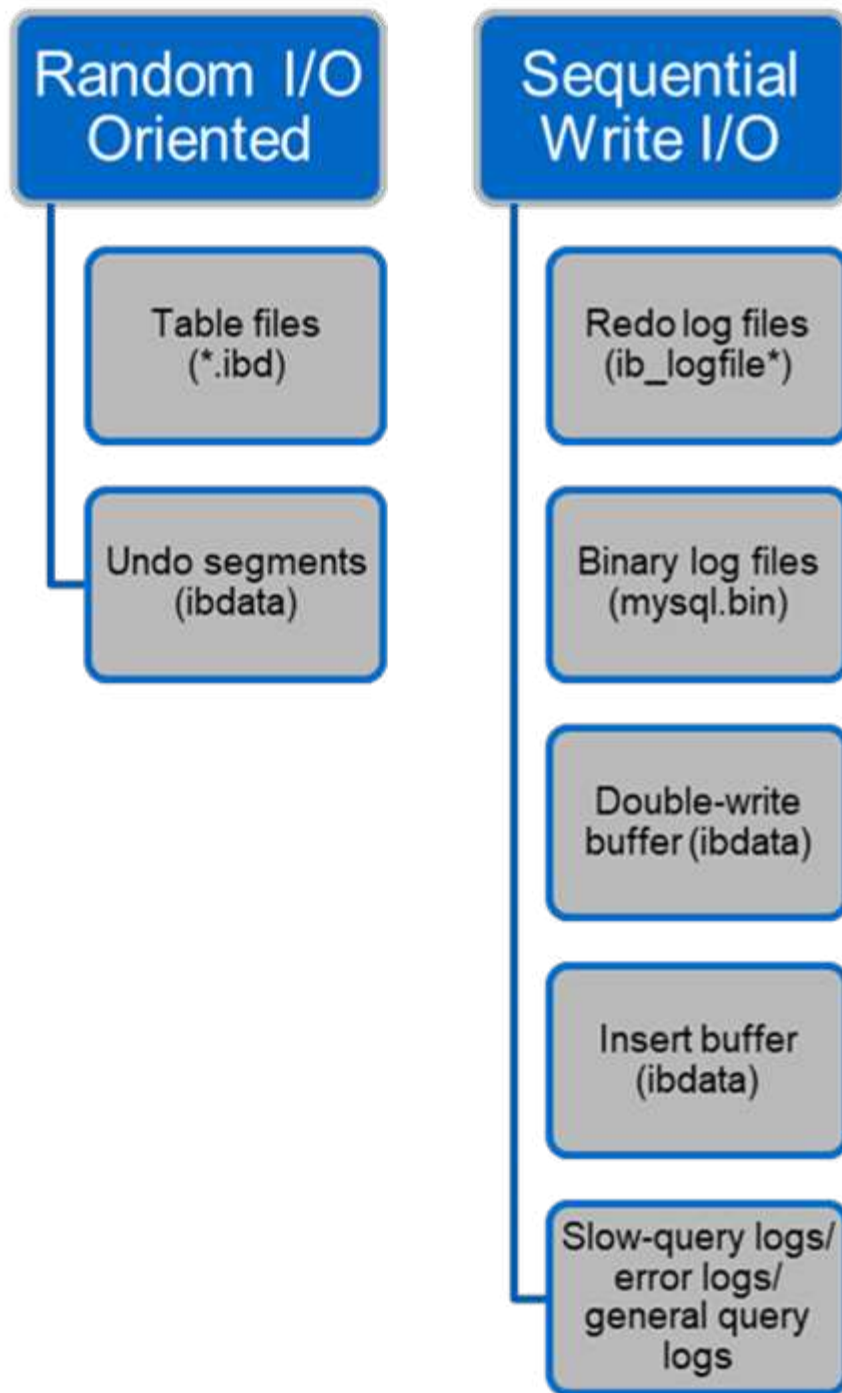 Random I/O
Oriented
Table files
(*.ibd)
Undo segments
(ibdata)
Sequential
Write I/O
Redo log files
(ib_logfile*)
Binary log files
(mysql.bin)
Double-write
buffer (ibdata)
Insert buffer
(ibdata)
Slow-query logs/
error logs/
general query
logs